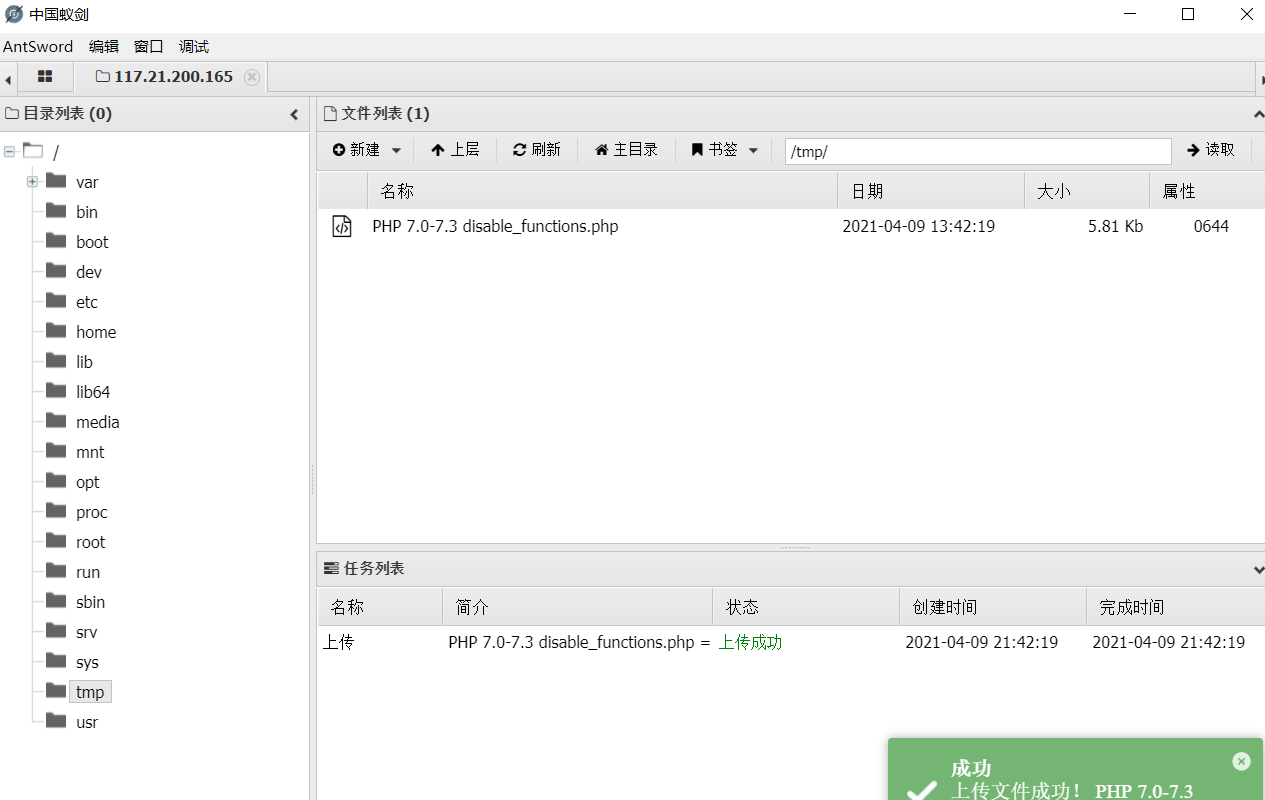 中国蚁剑
AntSword 编辑 窗口 调试
117.21.200.165
目录列表 (0)
/
var
bin
boot
dev
etc
home
lib
lib64
media
mnt
opt
proc
root
run
sbin
srv
sys
tmp
usr
文件列表 (1)
新建 上层 刷新 主目录 书签 /tmp/ 读取
名称 日期 大小 属性
PHP 7.0-7.3 disable_functions.php 2021-04-09 13:42:19 5.81 Kb 0644
任务列表
名称 简介 状态 创建时间 完成时间
上传 PHP 7.0-7.3 disable_functions.php = 上传成功 2021-04-09 21:42:19 2021-04-09 21:42:19
成功
上传文件成功！ PHP 7.0-7.3